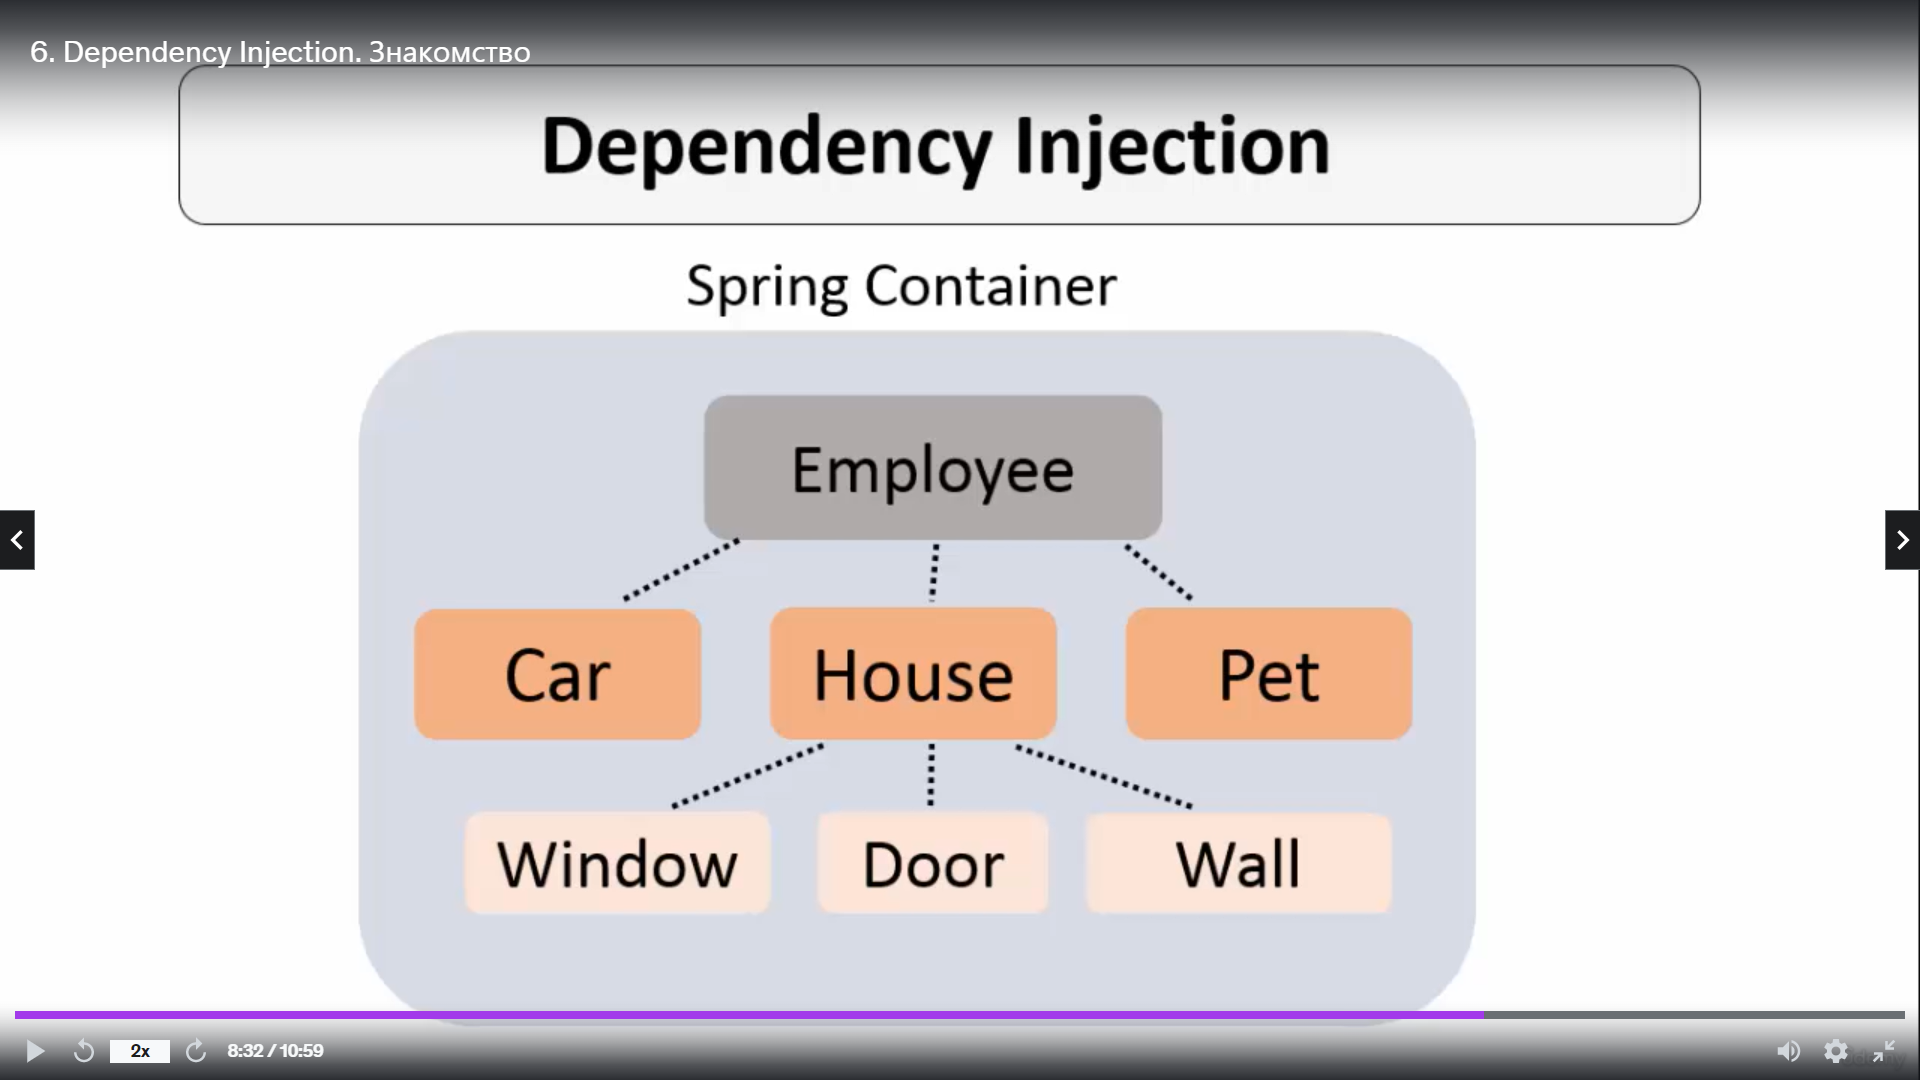 6. Dependency Injection. Знакомство
Dependency Injection
Spring Container
Employee
Car House Pet
Window Door Wall
2x 8:32 / 10:59